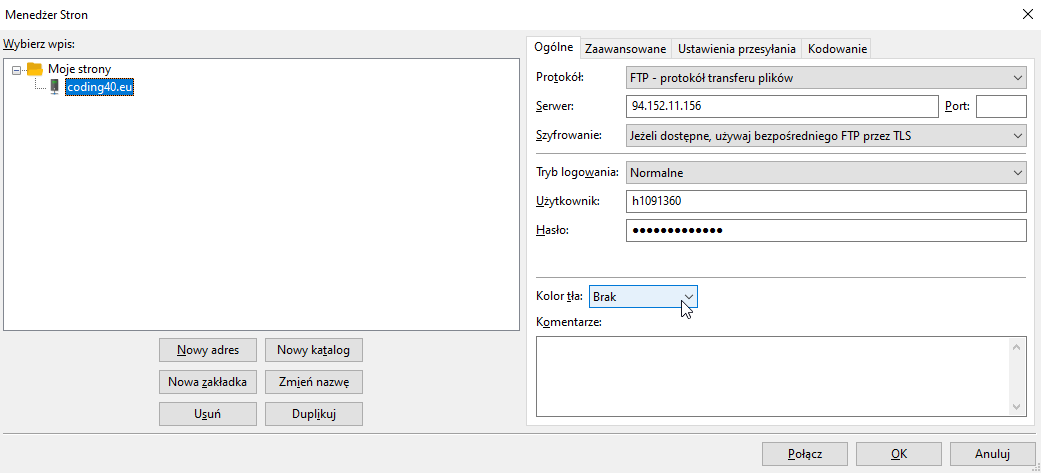 Menedżer Stron
Wybierz wpis:
Moje strony
coding40.eu
Nowy adres Nowy katalog
Nowa zakładka Zmień nazwę
Usuń Duplikuj
Ogólne Zaawansowane Ustawienia przesyłania Kodowanie
Protokół: FTP - protokół transferu plików
Serwer: 94.152.11.156 Port:
Szyfrowanie: Jeżeli dostępne, używaj bezpośredniego FTP przez TLS
Tryb logowania: Normalne
Użytkownik: h1091360
Hasło: ●●●●●●●●●●●●●
Kolor tła: Brak
Komentarze:
Połącz OK Anuluj